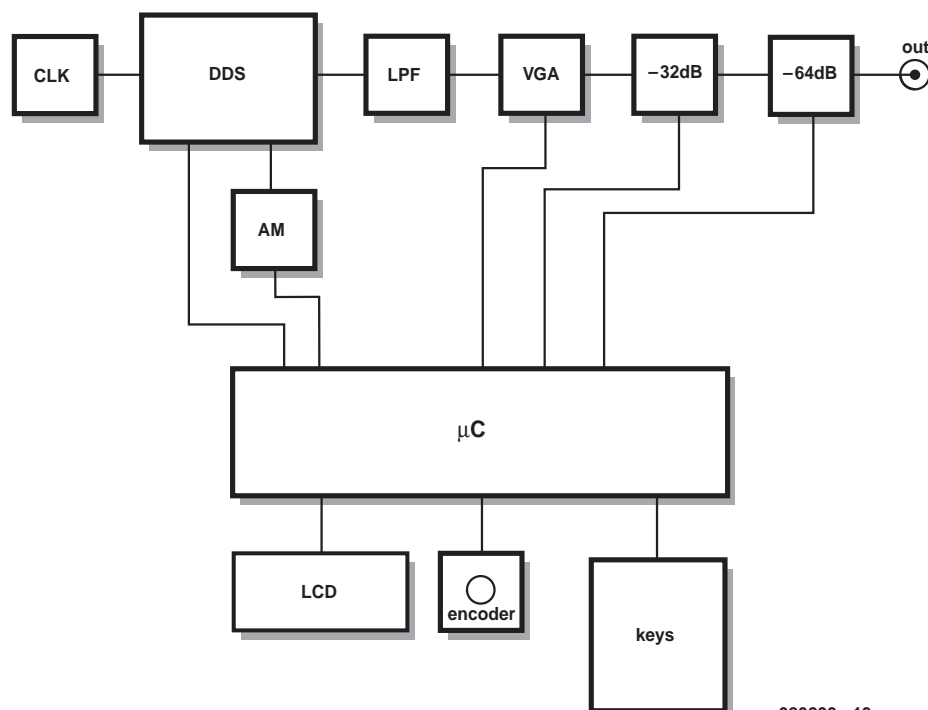 out
CLK
DDS
LPF
VGA
–32dB
–64dB
AM
μC
LCD
encoder
keys